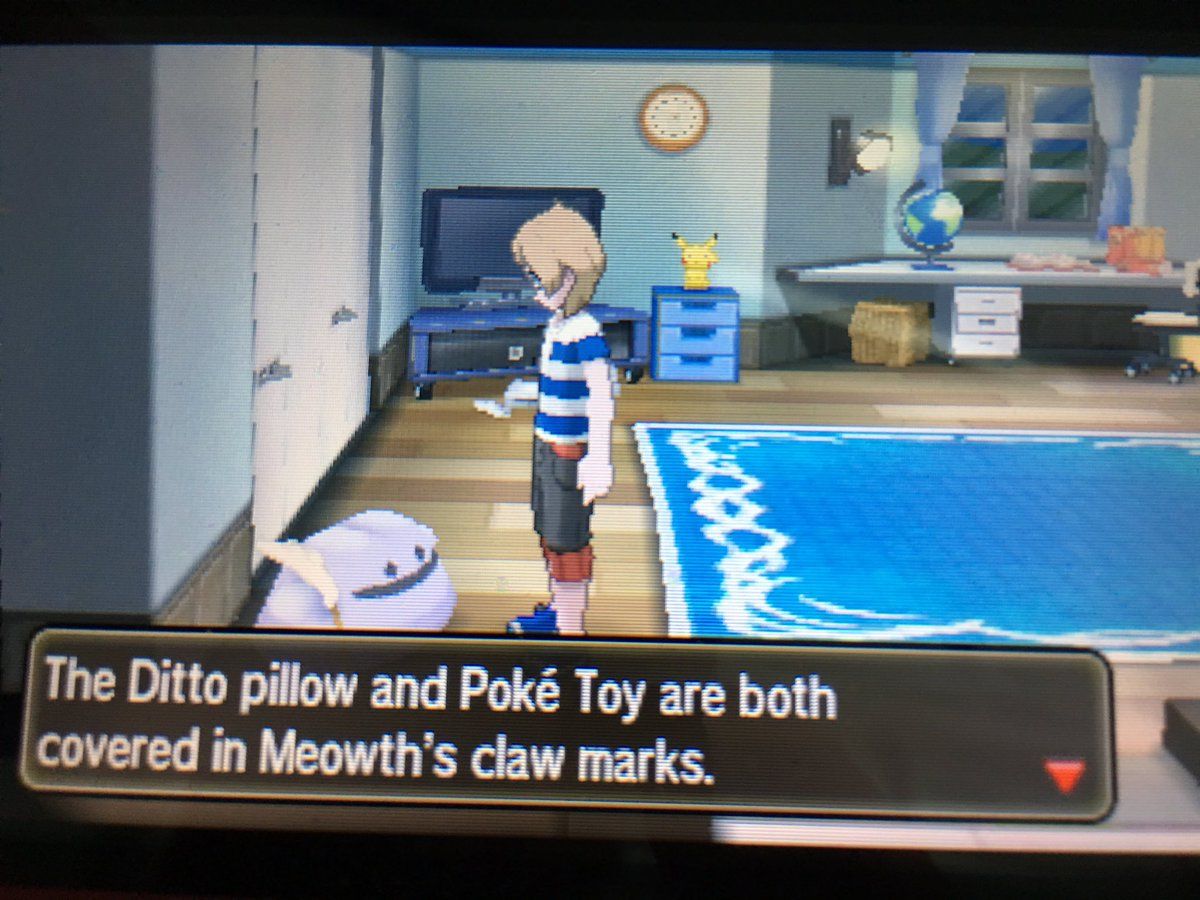 The Ditto pillow and Poké Toy are both
covered in Meowth's claw marks.